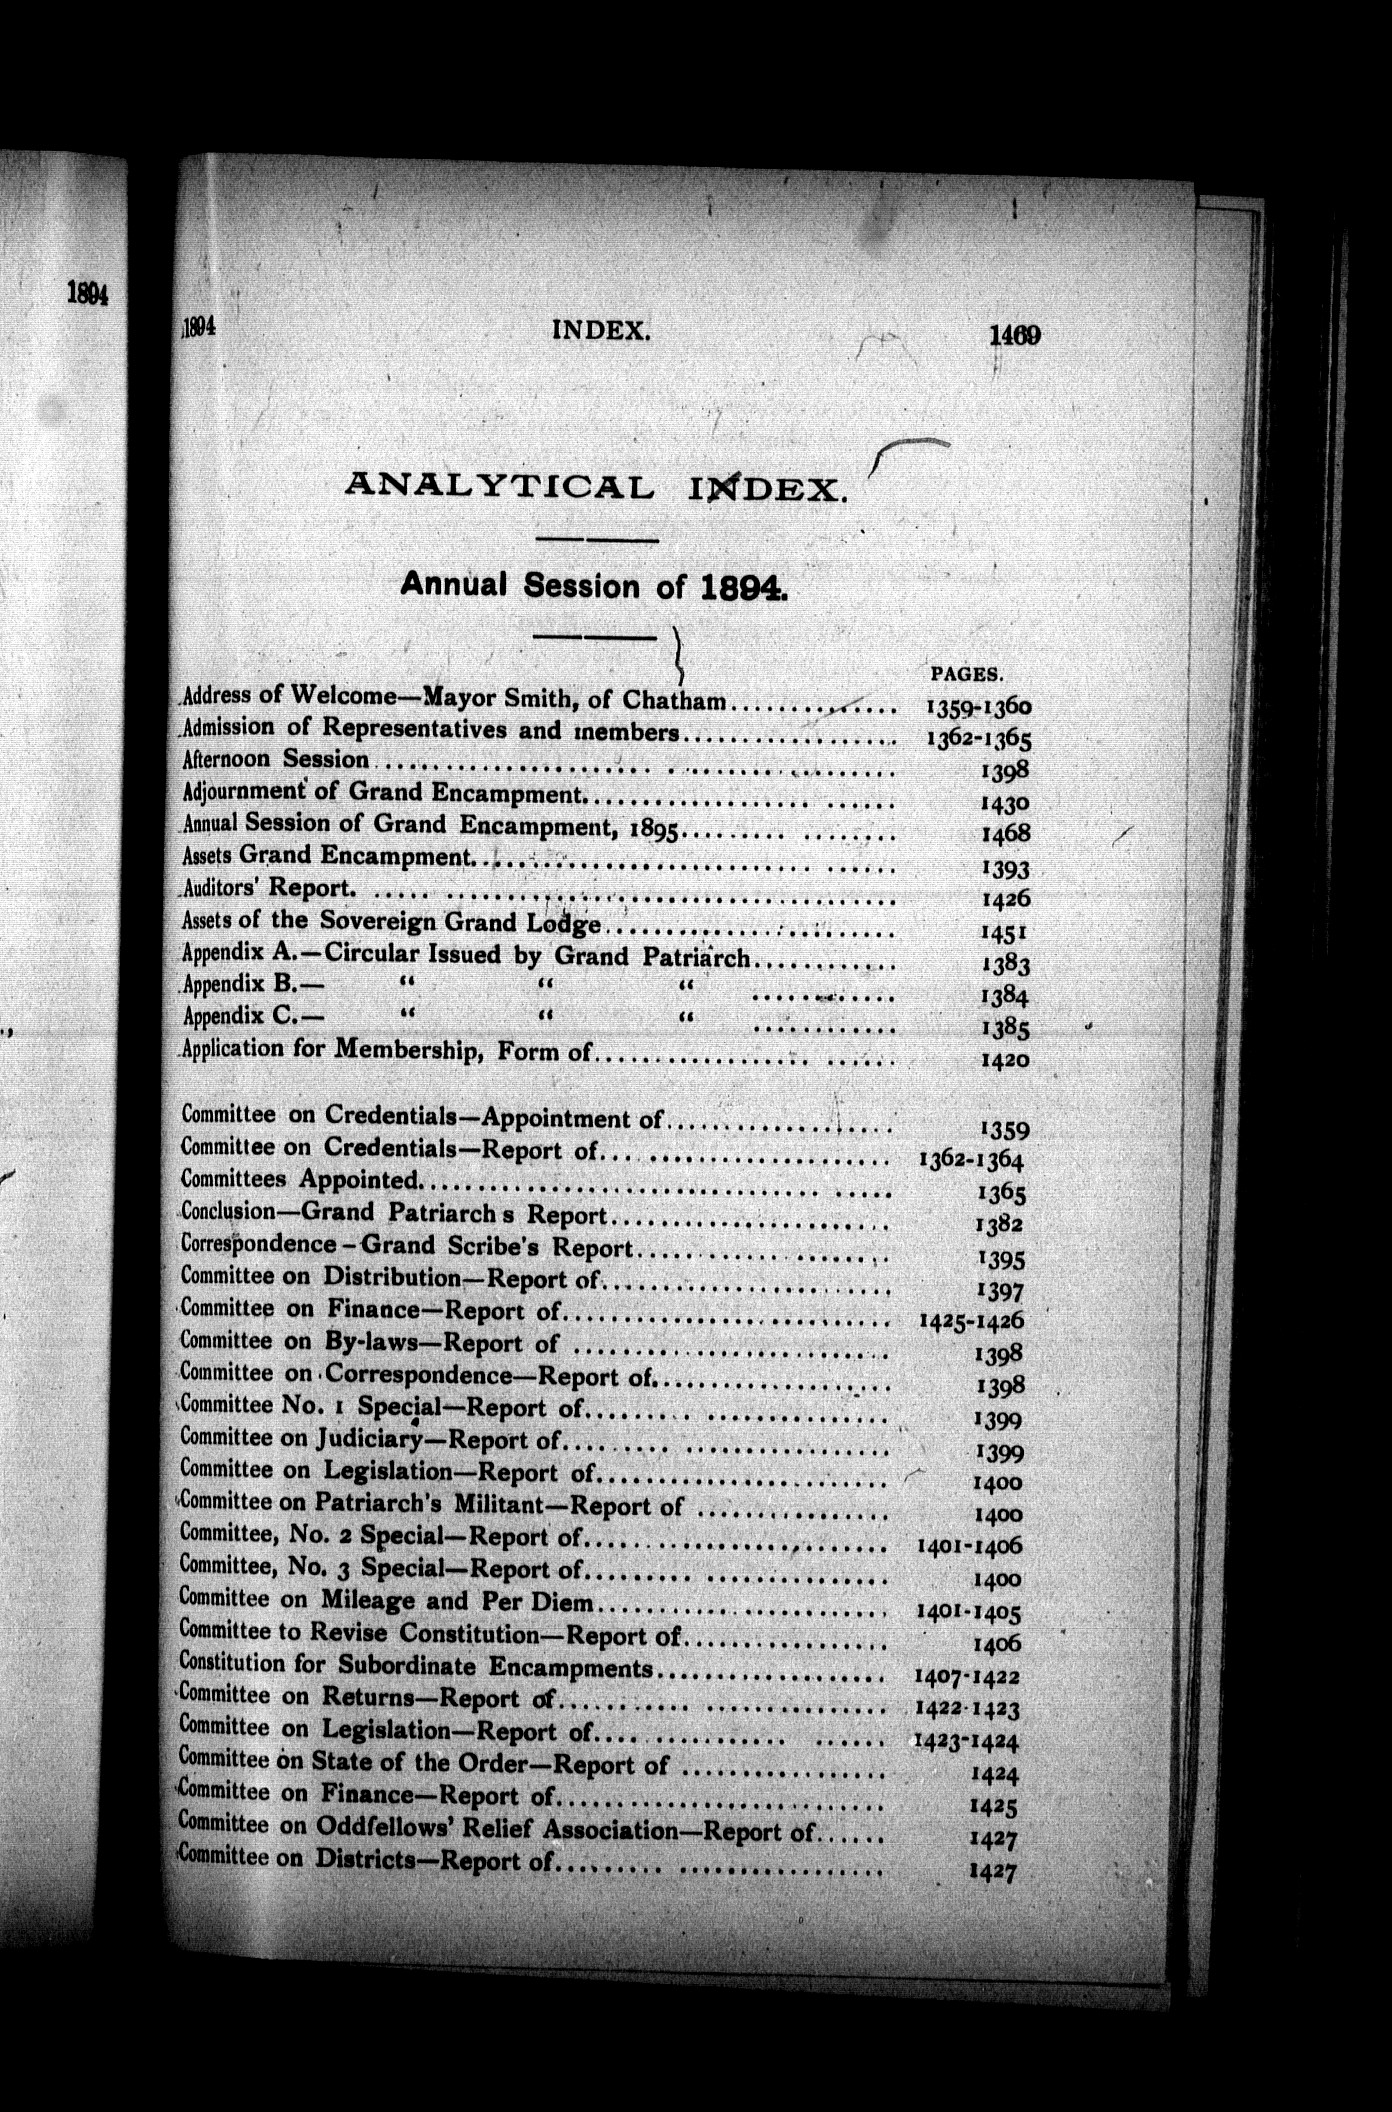 1894
1894 INDEX. 1469
ANALYTICAL INDEX.
Annual Session of 1894.
PAGES.
Address of Welcome—Mayor Smith, of Chatham.............. 1359-1360
Admission of Representatives and members.................. 1362-1365
Afternoon Session........................................ 1398
Adjournment of Grand Encampment.......................... 1430
Annual Session of Grand Encampment, 1895................. 1468
Assets Grand Encampment.................................. 1393
Auditors' Report. ....................................... 1426
Assets of the Sovereign Grand Lodge...................... 1451
Appendix A.—Circular Issued by Grand Patriarch............ 1383
Appendix B.— “ “ “ ............ 1384
Appendix C.— “ “ “ ............ 1385
Application for Membership, Form of........................ 1420
Committee on Credentials—Appointment of................... 1359
Committee on Credentials—Report of........................ 1362-1364
Committees Appointed...................................... 1365
Conclusion—Grand Patriarch s Report....................... 1382
Correspondence–Grand Scribe's Report..................... 1395
Committee on Distribution—Report of....................... 1397
Committee on Finance—Report of............................ 1425-1426
Committee on By-laws—Report of .......................... 1398
Committee on Correspondence—Report of.................... 1398
Committee No. 1 Special—Report of......................... 1399
Committee on Judiciary—Report of.......................... 1399
Committee on Legislation—Report of........................ 1400
Committee on Patriarch's Militant—Report of ................ 1400
Committee, No. 2 Special—Report of........................ 1401-1406
Committee, No. 3 Special—Report of........................ 1400
Committee on Mileage and Per Diem........................ 1401-1405
Committee to Revise Constitution—Report of................. 1406
Constitution for Subordinate Encampments................... 1407-1422
Committee on Returns—Report of.......................... 1422-1423
Committee on Legislation—Report of....................... 1423-1424
Committee on State of the Order—Report of ................. 1424
Committee on Finance—Report of........................... 1425
Committee on Oddfellows' Relief Association—Report of...... 1427
Committee on Districts—Report of.......................... 1427